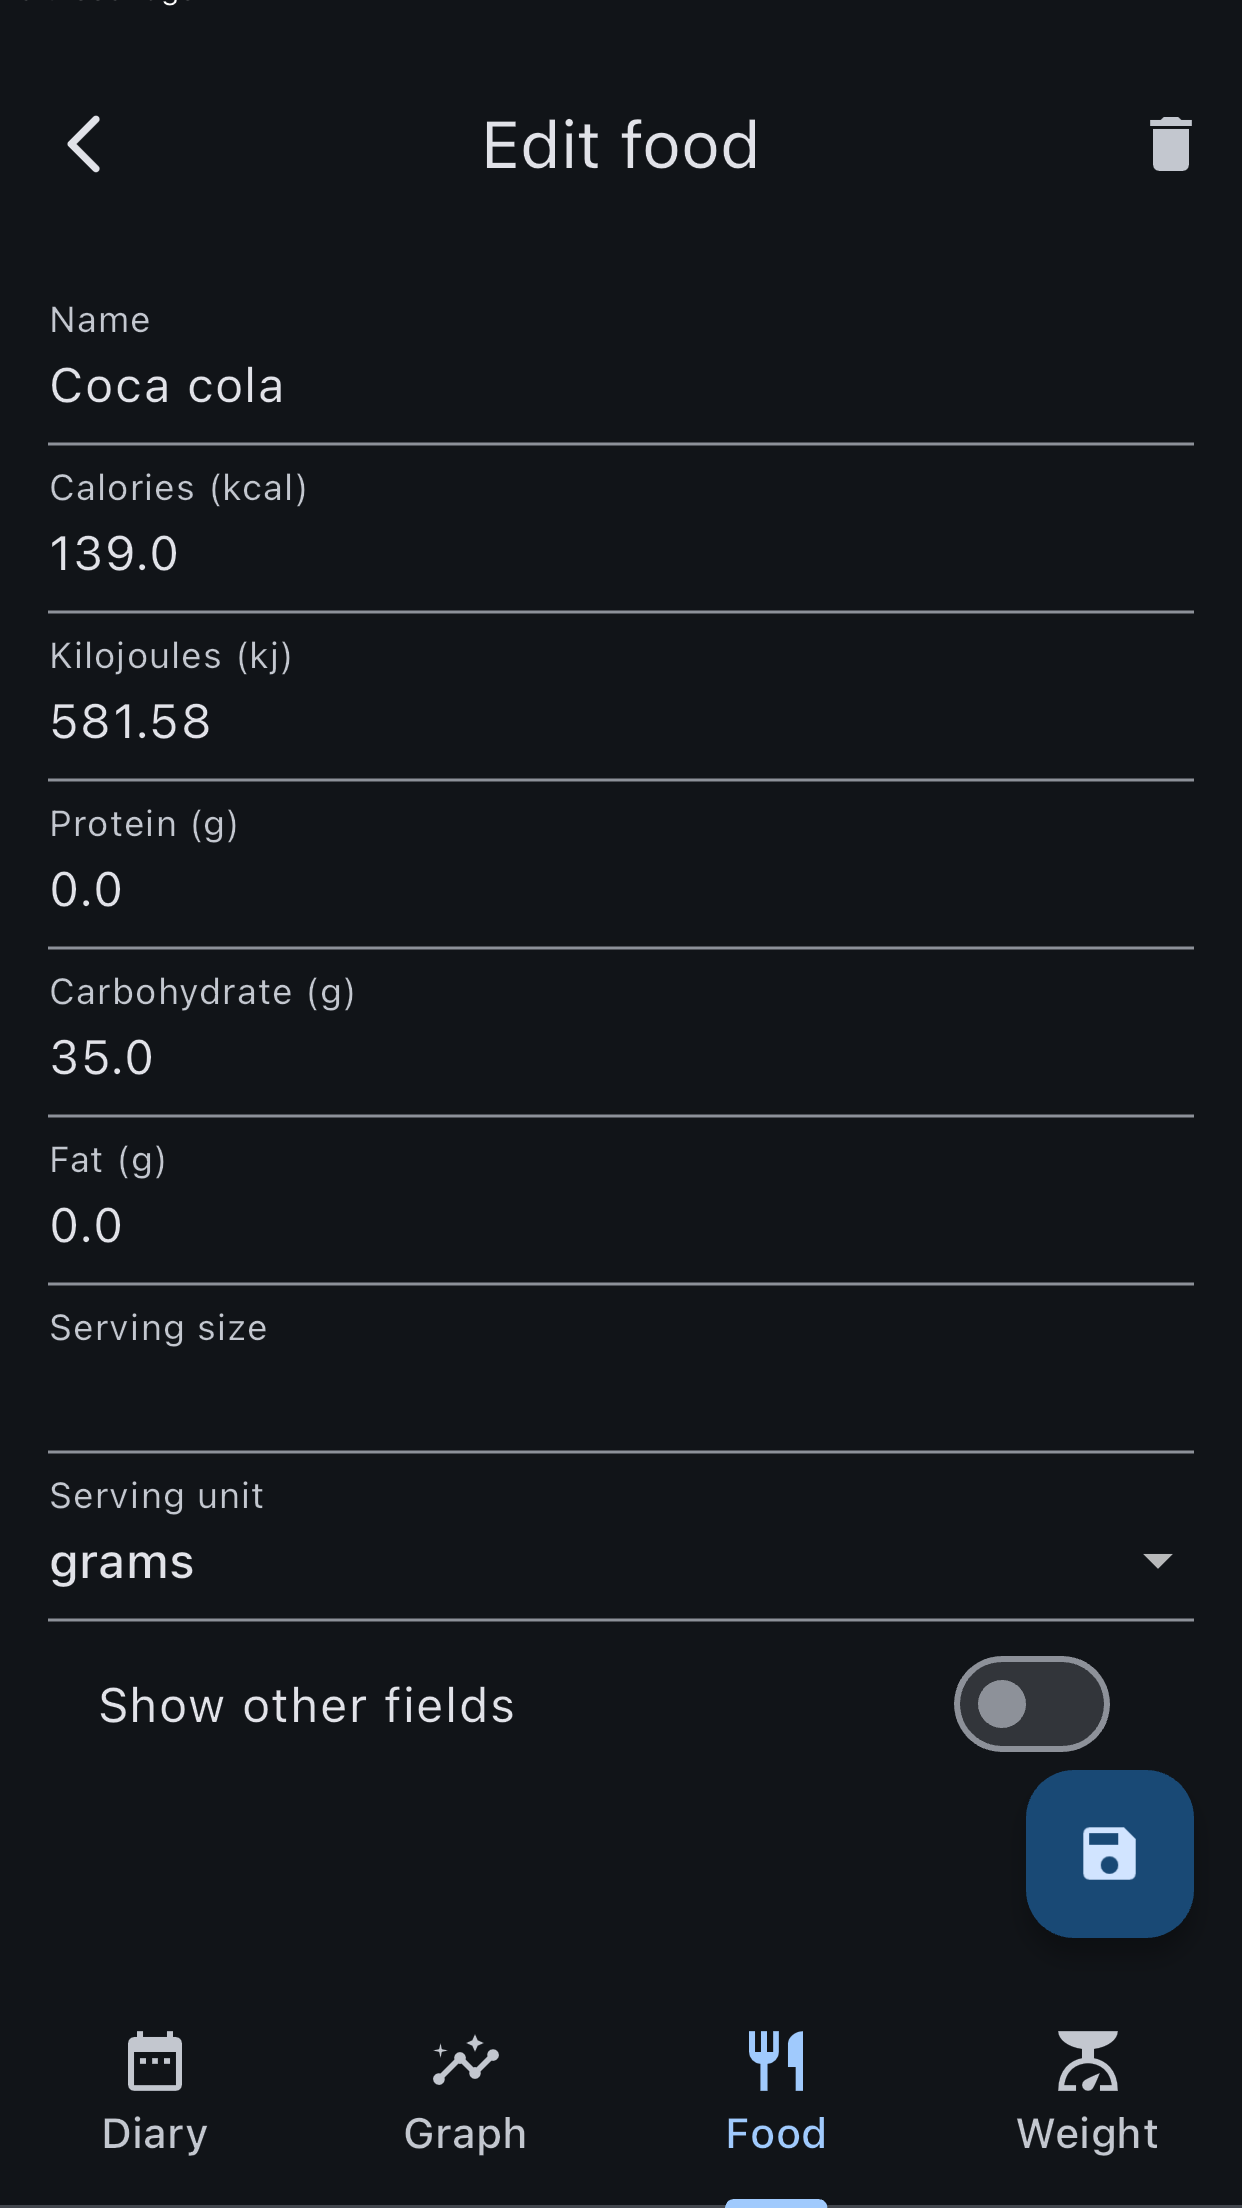 Edit food
Name
Coca cola
Calories (kcal)
139.0
Kilojoules (kj)
581.58
Protein (g)
0.0
Carbohydrate (g)
35.0
Fat (g)
0.0
Serving size
Serving unit
grams
Show other fields
Diary
Graph
Food
Weight